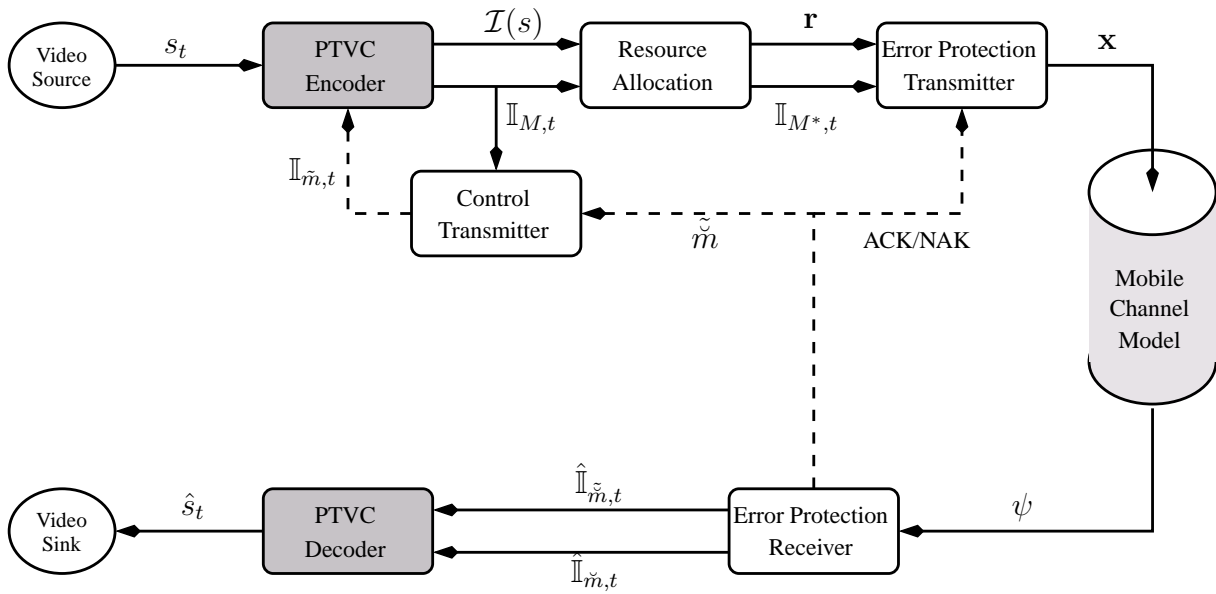 Video
Source
s_t
PTVC
Encoder
𝓘(s)
𝕀_{M,t}
Resource
Allocation
𝐫
𝕀_{M*,t}
Error Protection
Transmitter
𝐱
𝕀_{m̃,t}
Control
Transmitter
m̸̆̃
ACK/NAK
Mobile
Channel
Model
Video
Sink
ŝ_t
PTVC
Decoder
𝕀̂_{m̆̃,t}
𝕀̂_{m̆,t}
Error Protection
Receiver
ψ